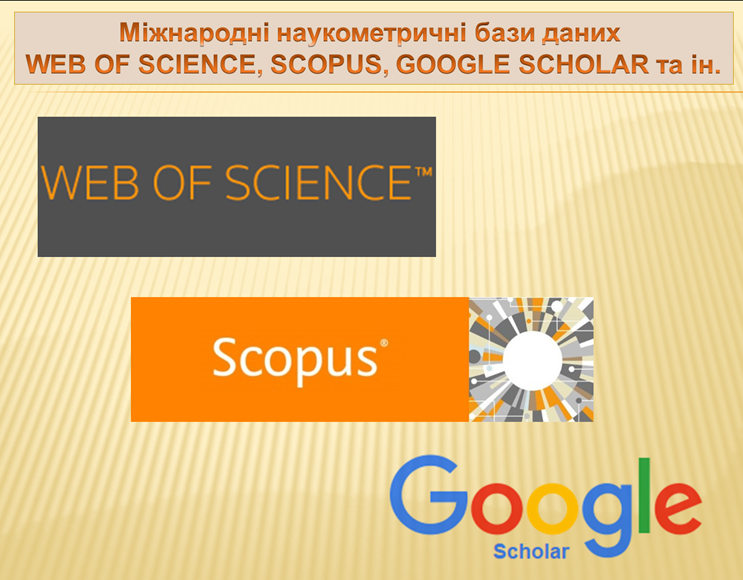 Міжнародні наукометричні бази даних
WEB OF SCIENCE, SCOPUS, GOOGLE SCHOLAR та ін.
WEB OF SCIENCE™
Scopus®
Google
Scholar